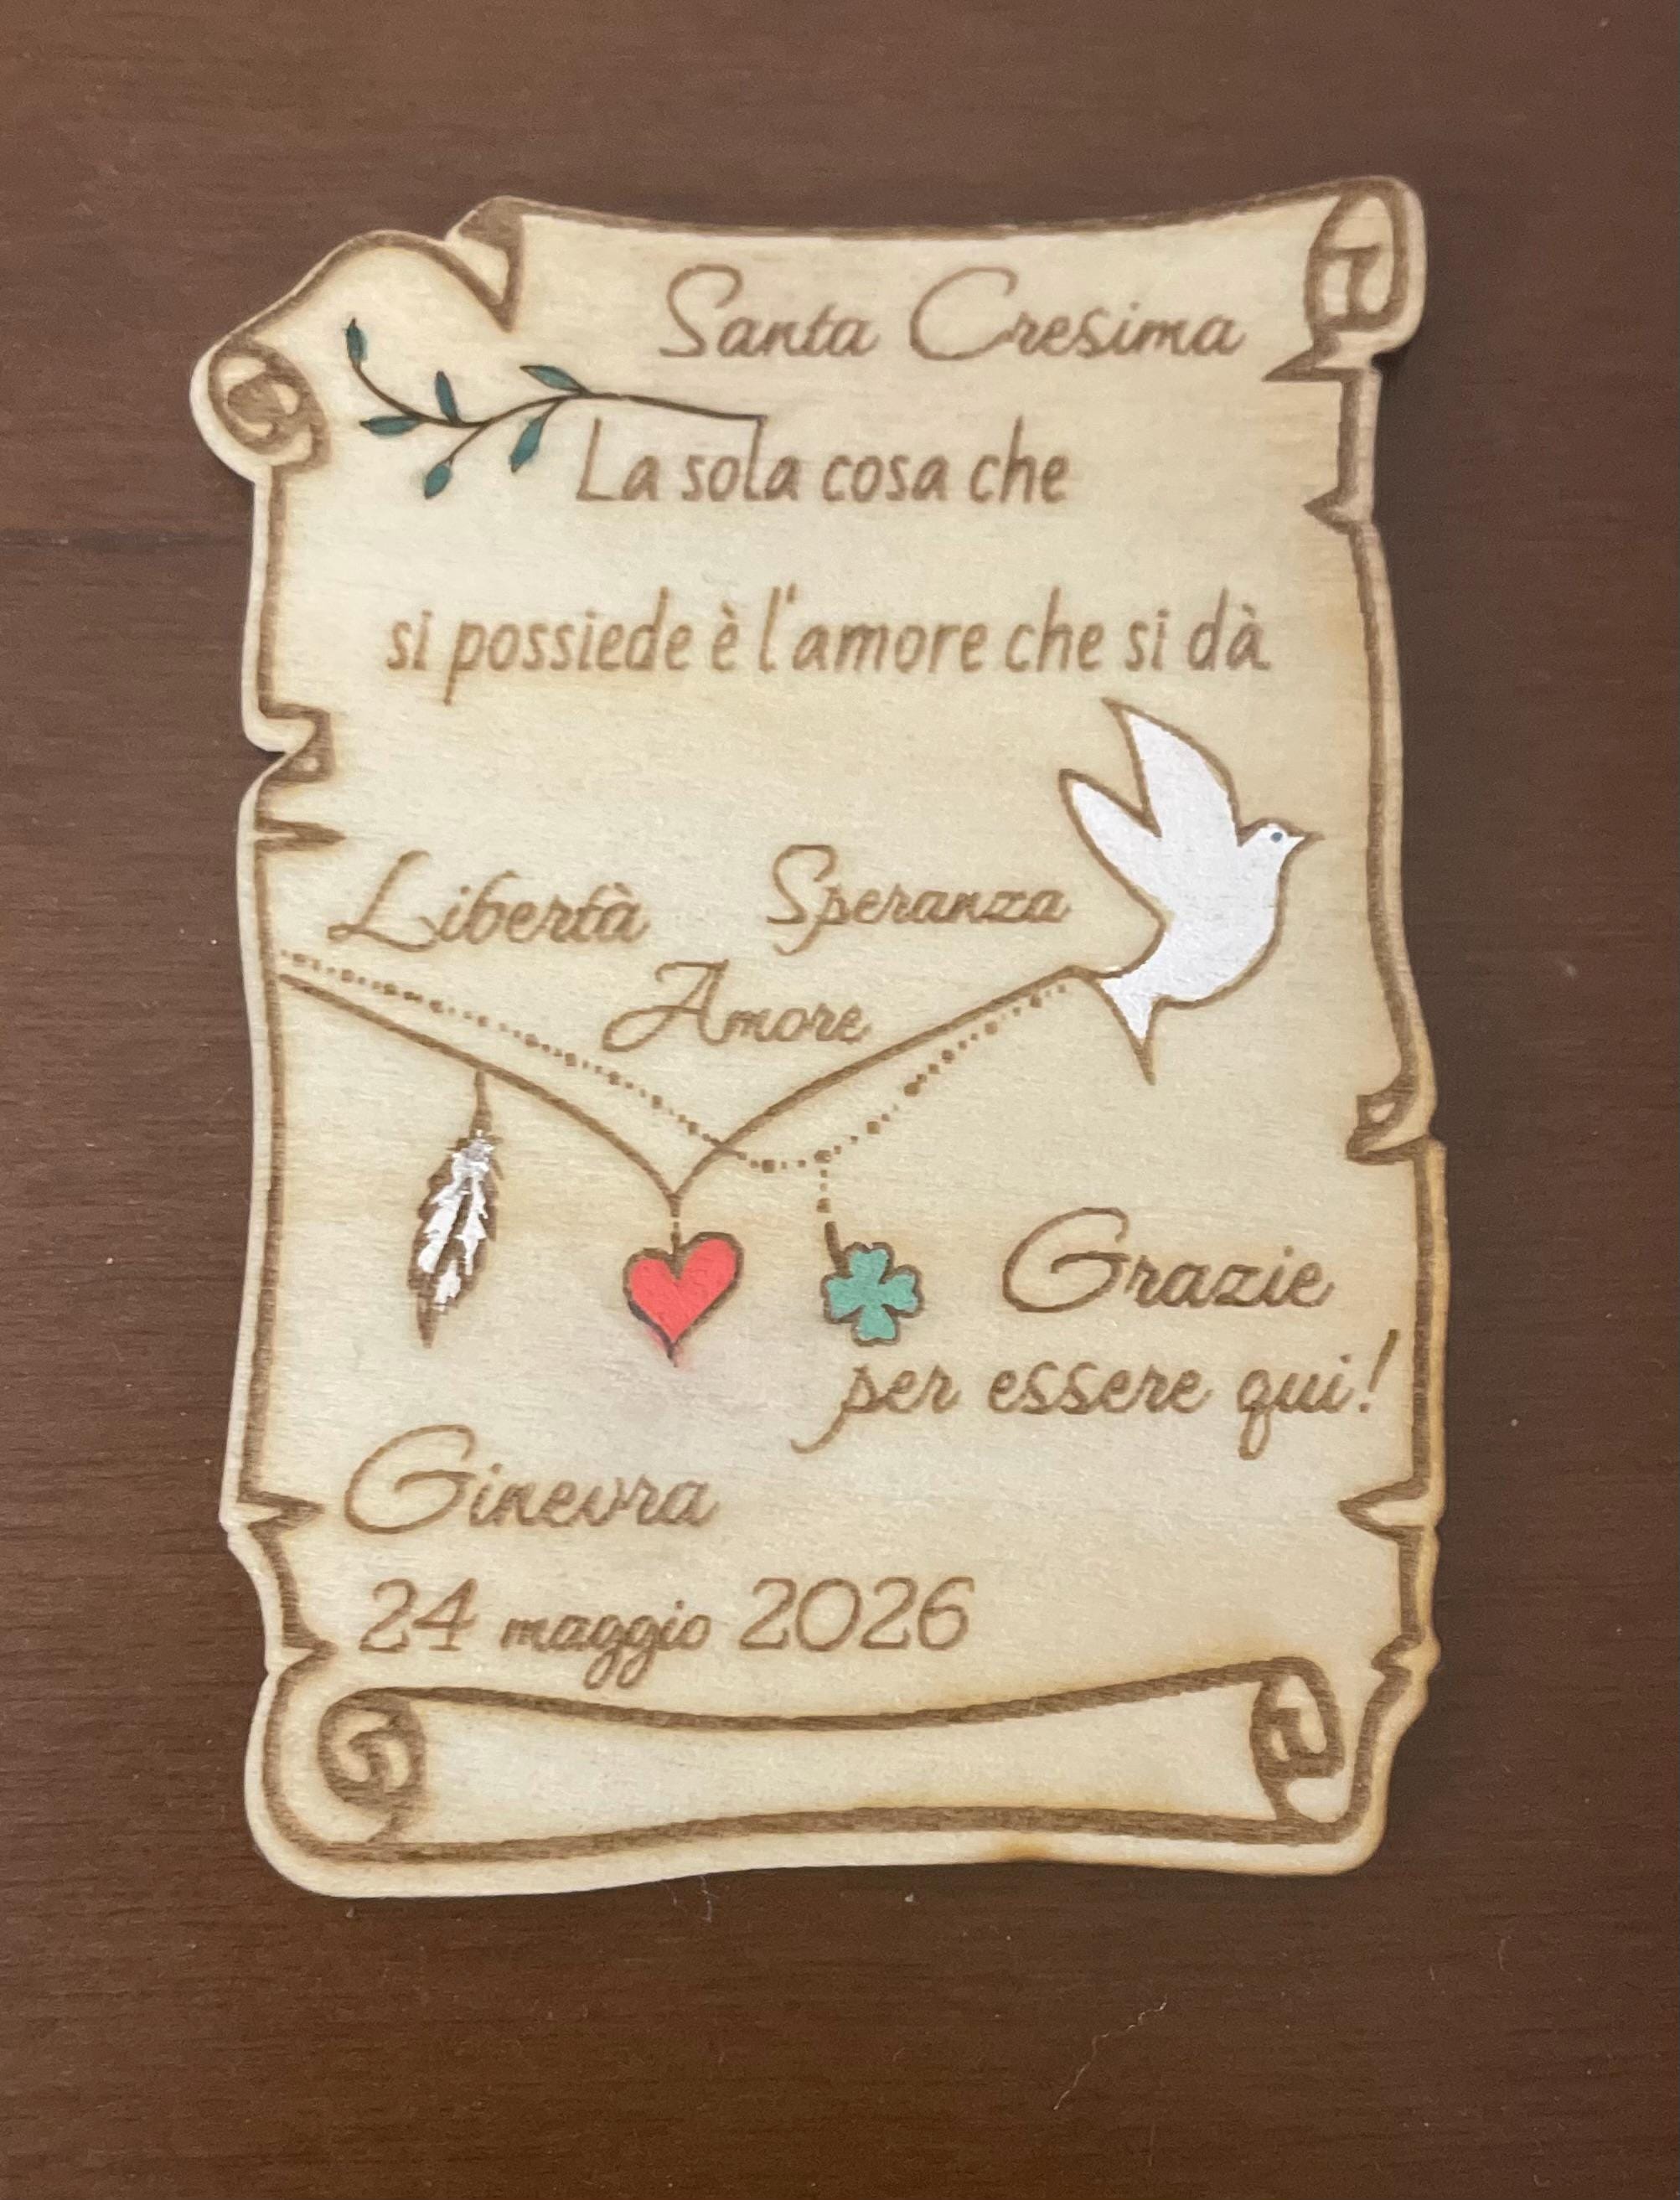 Santa Cresima
La sola cosa che
si possiede è l'amore che si dà
Libertà Speranza
Amore
Grazie
per essere qui!
Ginevra
24 maggio 2026